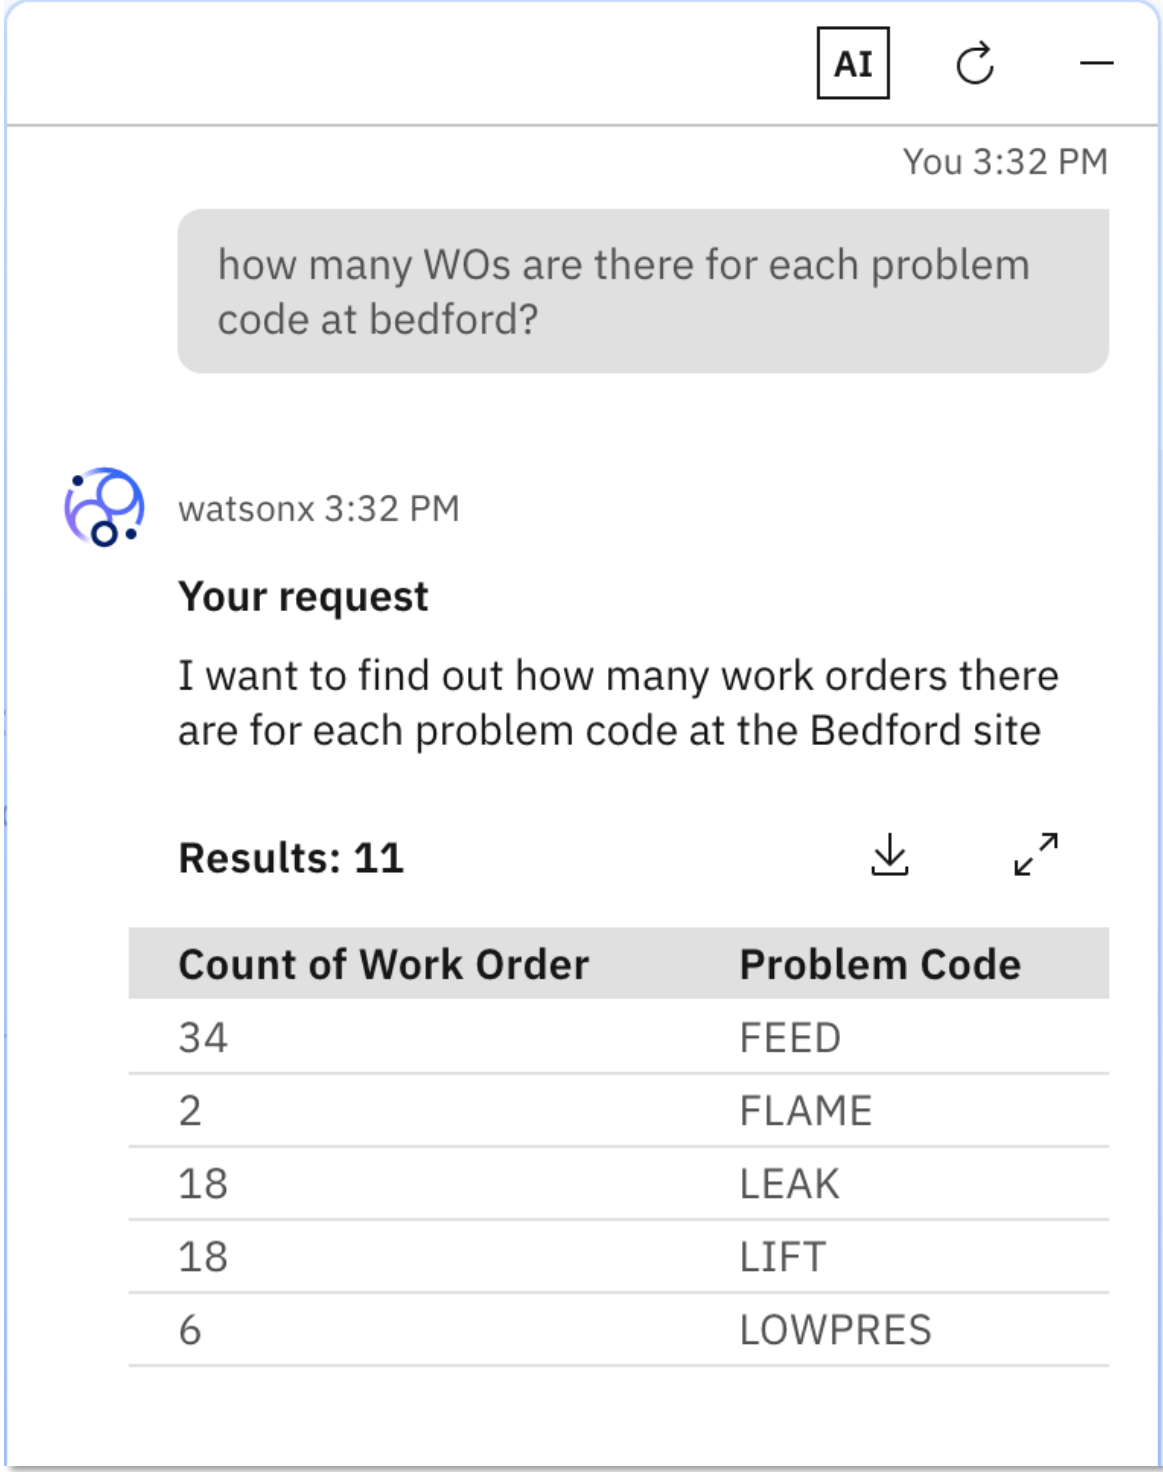 AI
You 3:32 PM
how many WOs are there for each problem
code at bedford?
watsonx 3:32 PM
Your request
I want to find out how many work orders there
are for each problem code at the Bedford site
Results: 11
Count of Work Order Problem Code
34 FEED
2 FLAME
18 LEAK
18 LIFT
6 LOWPRES